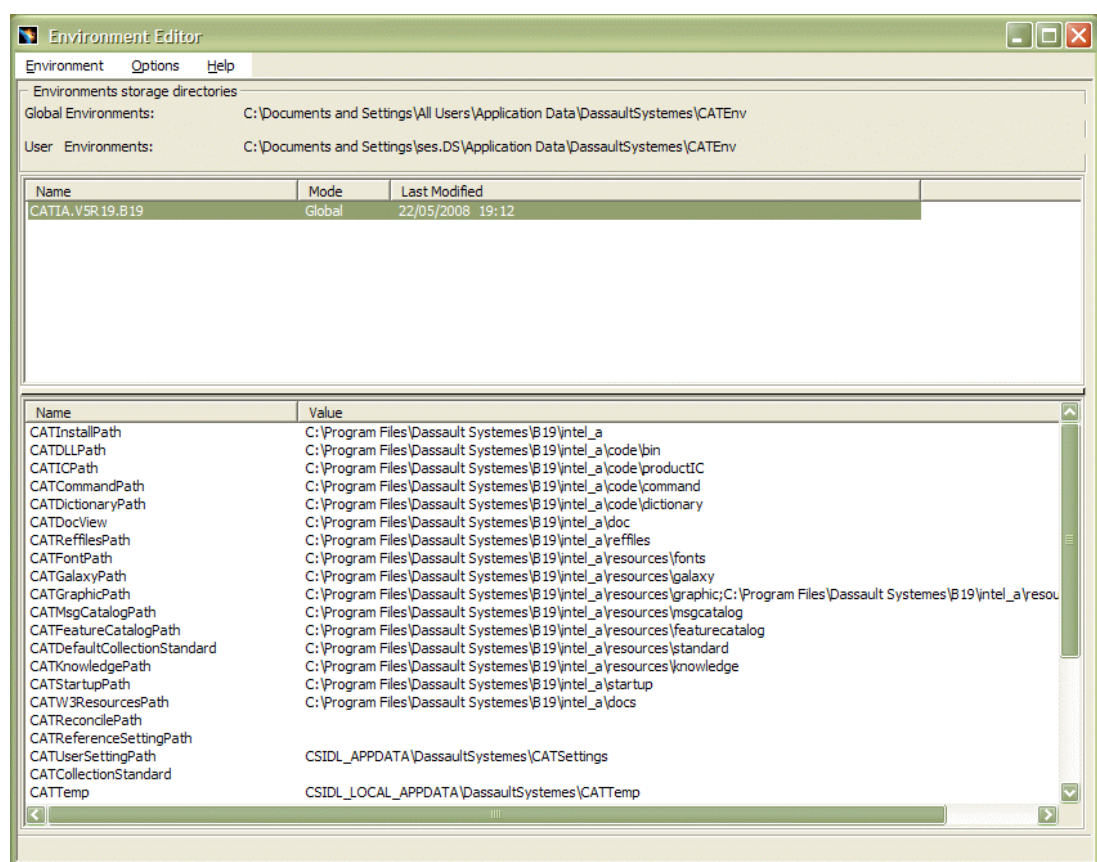 Environment Editor
Environment Options Help
Environments storage directories
Global Environments: C:\Documents and Settings\All Users\Application Data\DassaultSystemes\CATEnv
User Environments: C:\Documents and Settings\ses.DS\Application Data\DassaultSystemes\CATEnv
Name Mode Last Modified
CATIA.V5R19.B19 Global 22/05/2008 19:12
Name Value
CATInstallPath C:\Program Files\Dassault Systemes\B19\intel_a
CATDLLPath C:\Program Files\Dassault Systemes\B19\intel_a\code\bin
CATICPath C:\Program Files\Dassault Systemes\B19\intel_a\code\productIC
CATCommandPath C:\Program Files\Dassault Systemes\B19\intel_a\code\command
CATDictionaryPath C:\Program Files\Dassault Systemes\B19\intel_a\code\dictionary
CATDocView C:\Program Files\Dassault Systemes\B19\intel_a\doc
CATReffilesPath C:\Program Files\Dassault Systemes\B19\intel_a\reffiles
CATFontPath C:\Program Files\Dassault Systemes\B19\intel_a\resources\fonts
CATGalaxyPath C:\Program Files\Dassault Systemes\B19\intel_a\resources\galaxy
CATGraphicPath C:\Program Files\Dassault Systemes\B19\intel_a\resources\graphic;C:\Program Files\Dassault Systemes\B19\intel_a\resou
CATMsgCatalogPath C:\Program Files\Dassault Systemes\B19\intel_a\resources\msgcatalog
CATFeatureCatalogPath C:\Program Files\Dassault Systemes\B19\intel_a\resources\featurecatalog
CATDefaultCollectionStandard C:\Program Files\Dassault Systemes\B19\intel_a\resources\standard
CATKnowledgePath C:\Program Files\Dassault Systemes\B19\intel_a\resources\knowledge
CATStartupPath C:\Program Files\Dassault Systemes\B19\intel_a\startup
CATW3ResourcesPath C:\Program Files\Dassault Systemes\B19\intel_a\docs
CATReconcilePath
CATReferenceSettingPath
CATUserSettingPath CSIDL_APPDATA\DassaultSystemes\CATSettings
CATCollectionStandard
CATTemp CSIDL_LOCAL_APPDATA\DassaultSystemes\CATTemp